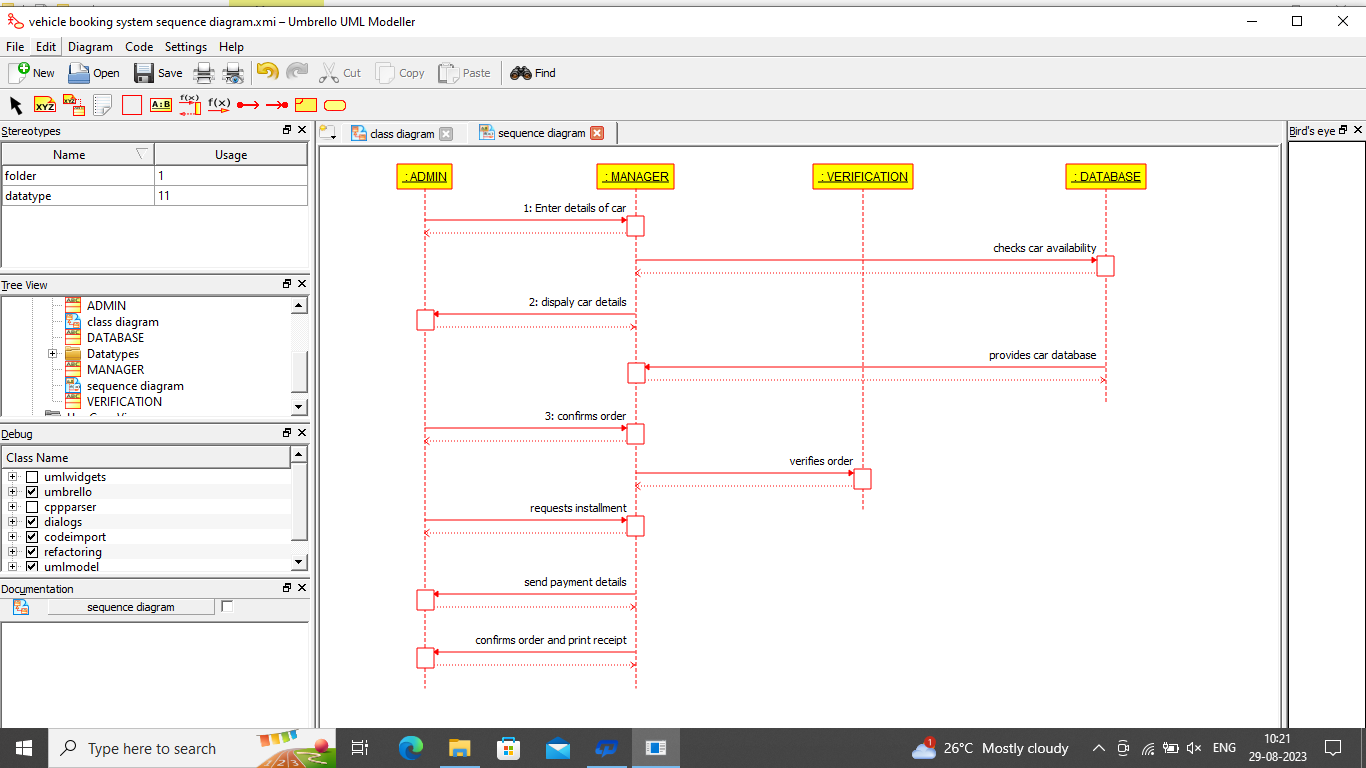 vehicle booking system sequence diagram.xmi – Umbrello UML Modeller
File Edit Diagram Code Settings Help
New Open Save Cut Copy Paste Find
XYZ XYZ A:B f(x) f(x)
Stereotypes
Name Usage
folder 1
datatype 11
Tree View
ADMIN
class diagram
DATABASE
Datatypes
MANAGER
sequence diagram
VERIFICATION
Debug
Class Name
umlwidgets
umbrello
cppparser
dialogs
codeimport
refactoring
umlmodel
Documentation
sequence diagram
class diagram sequence diagram
Bird's eye
: ADMIN : MANAGER : VERIFICATION : DATABASE
1: Enter details of car
checks car availability
2: dispaly car details
provides car database
3: confirms order
verifies order
requests installment
send payment details
confirms order and print receipt
Type here to search
1
26°C Mostly cloudy
ENG
10:21
29-08-2023